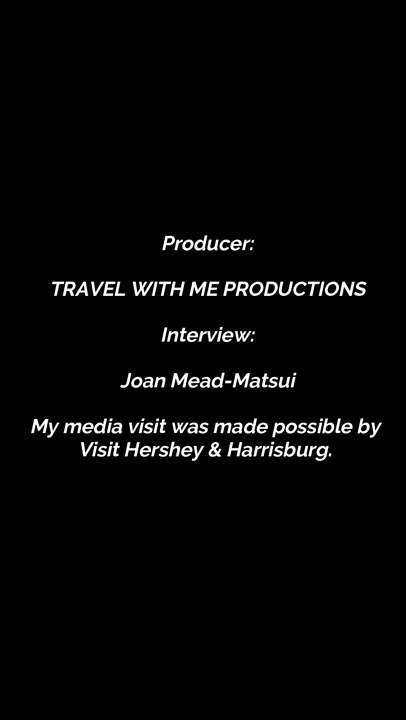 Producer:
TRAVEL WITH ME PRODUCTIONS
Interview:
Joan Mead-Matsui
My media visit was made possible by
Visit Hershey & Harrisburg.